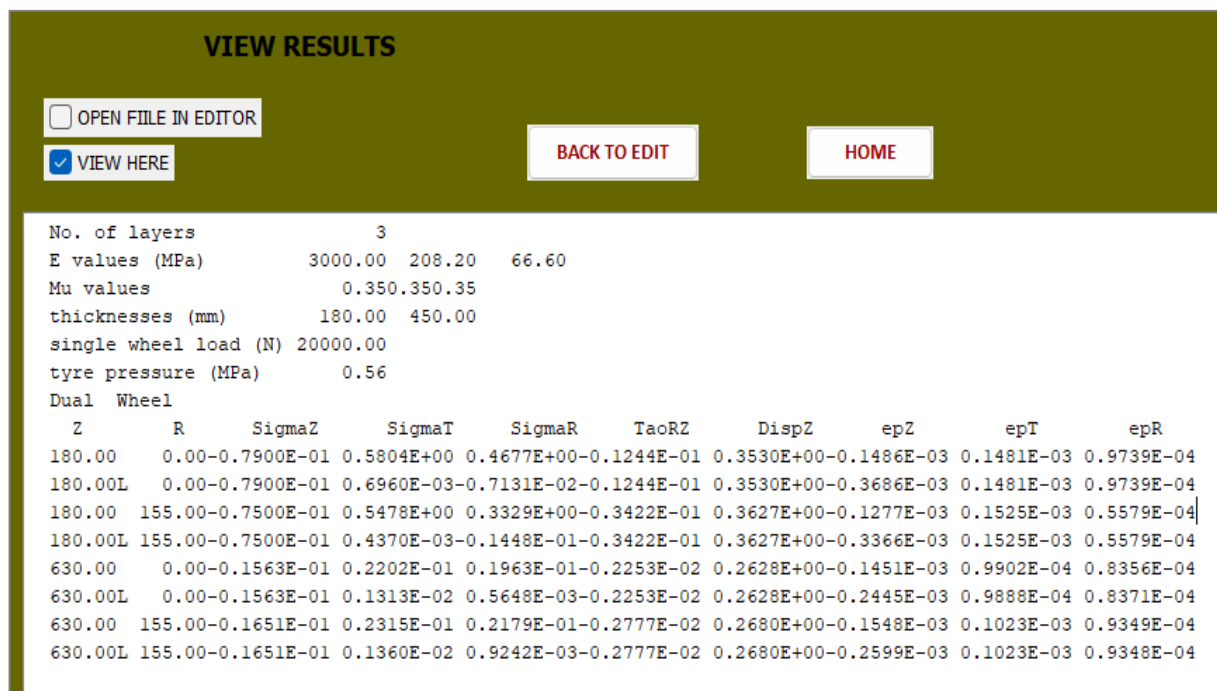 VIEW RESULTS
OPEN FIILE IN EDITOR
VIEW HERE
BACK TO EDIT
HOME
No. of layers 3
E values (MPa) 3000.00 208.20 66.60
Mu values 0.350.350.35
thicknesses (mm) 180.00 450.00
single wheel load (N) 20000.00
tyre pressure (MPa) 0.56
Dual Wheel
Z R SigmaZ SigmaT SigmaR TaoRZ DispZ epZ epT epR
180.00 0.00-0.7900E-01 0.5804E+00 0.4677E+00-0.1244E-01 0.3530E+00-0.1486E-03 0.1481E-03 0.9739E-04
180.00L 0.00-0.7900E-01 0.6960E-03-0.7131E-02-0.1244E-01 0.3530E+00-0.3686E-03 0.1481E-03 0.9739E-04
180.00 155.00-0.7500E-01 0.5478E+00 0.3329E+00-0.3422E-01 0.3627E+00-0.1277E-03 0.1525E-03 0.5579E-04
180.00L 155.00-0.7500E-01 0.4370E-03-0.1448E-01-0.3422E-01 0.3627E+00-0.3366E-03 0.1525E-03 0.5579E-04
630.00 0.00-0.1563E-01 0.2202E-01 0.1963E-01-0.2253E-02 0.2628E+00-0.1451E-03 0.9902E-04 0.8356E-04
630.00L 0.00-0.1563E-01 0.1313E-02 0.5648E-03-0.2253E-02 0.2628E+00-0.2445E-03 0.9888E-04 0.8371E-04
630.00 155.00-0.1651E-01 0.2315E-01 0.2179E-01-0.2777E-02 0.2680E+00-0.1548E-03 0.1023E-03 0.9349E-04
630.00L 155.00-0.1651E-01 0.1360E-02 0.9242E-03-0.2777E-02 0.2680E+00-0.2599E-03 0.1023E-03 0.9348E-04